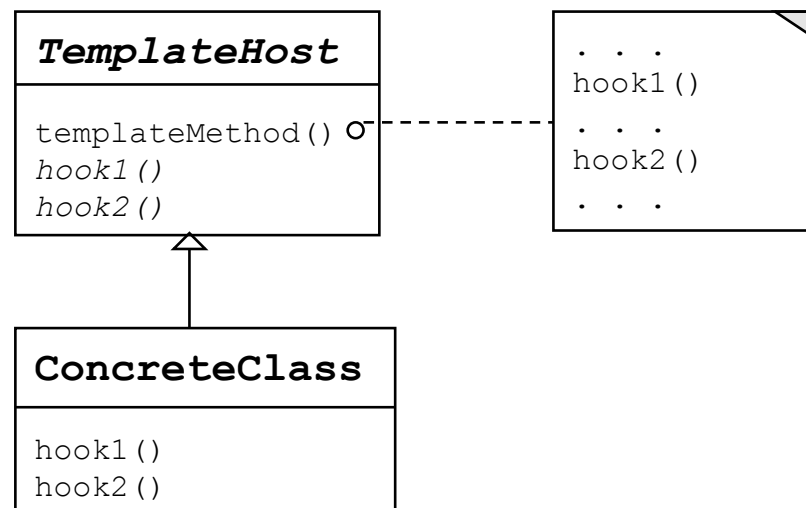 TemplateHost
templateMethod()
hook1()
hook2()
. . .
hook1()
. . .
hook2()
. . .
ConcreteClass
hook1()
hook2()